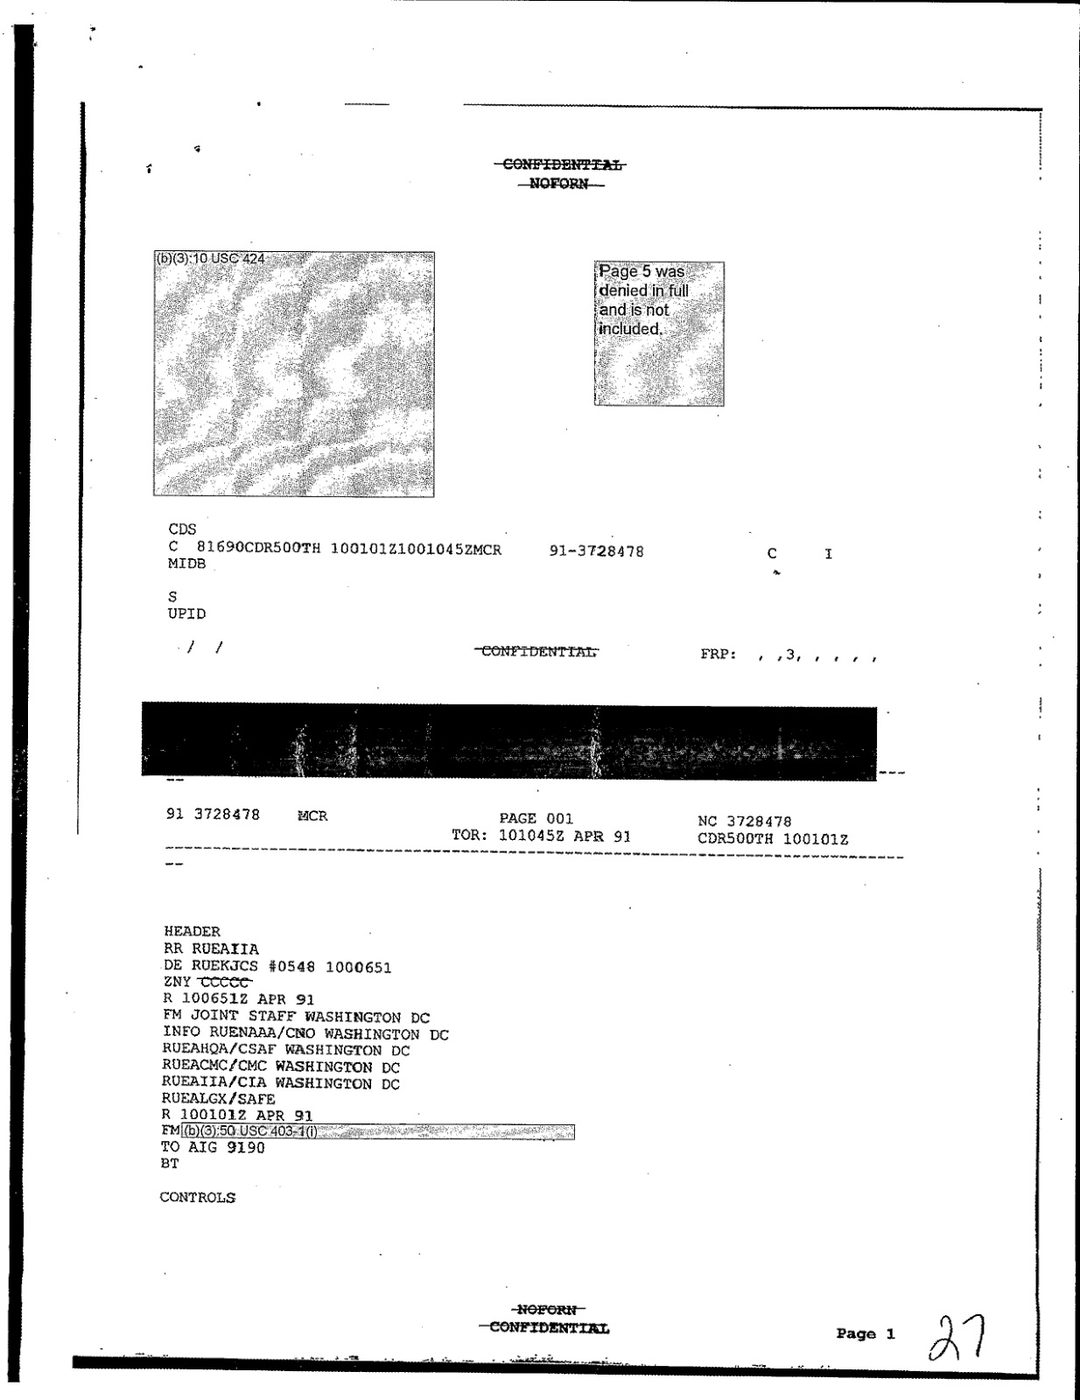 CONFIDENTIAL
NOFORN
(b)(3):10 USC 424
Page 5 was
denied in full
and is not
included.
CDS
C 81690CDR500TH 100101Z1001045ZMCR 91-3728478 C I
MIDB
S
UPID
/ / CONFIDENTIAL FRP: , ,3, , , , ,
--
91 3728478 MCR PAGE 001 NC 3728478
TOR: 101045Z APR 91 CDR500TH 100101Z
--------------------------------------------------------------------------------
--
HEADER
RR RUEAIIA
DE RUEKJCS #0548 1000651
ZNY CCCCC
R 100651Z APR 91
FM JOINT STAFF WASHINGTON DC
INFO RUENAAA/CNO WASHINGTON DC
RUEAHQA/CSAF WASHINGTON DC
RUEACMC/CMC WASHINGTON DC
RUEAIIA/CIA WASHINGTON DC
RUEALGX/SAFE
R 100101Z APR 91
FM (b)(3):50 USC 403-1(i)
TO AIG 9190
BT
CONTROLS
NOFORN
CONFIDENTIAL
Page 1
27